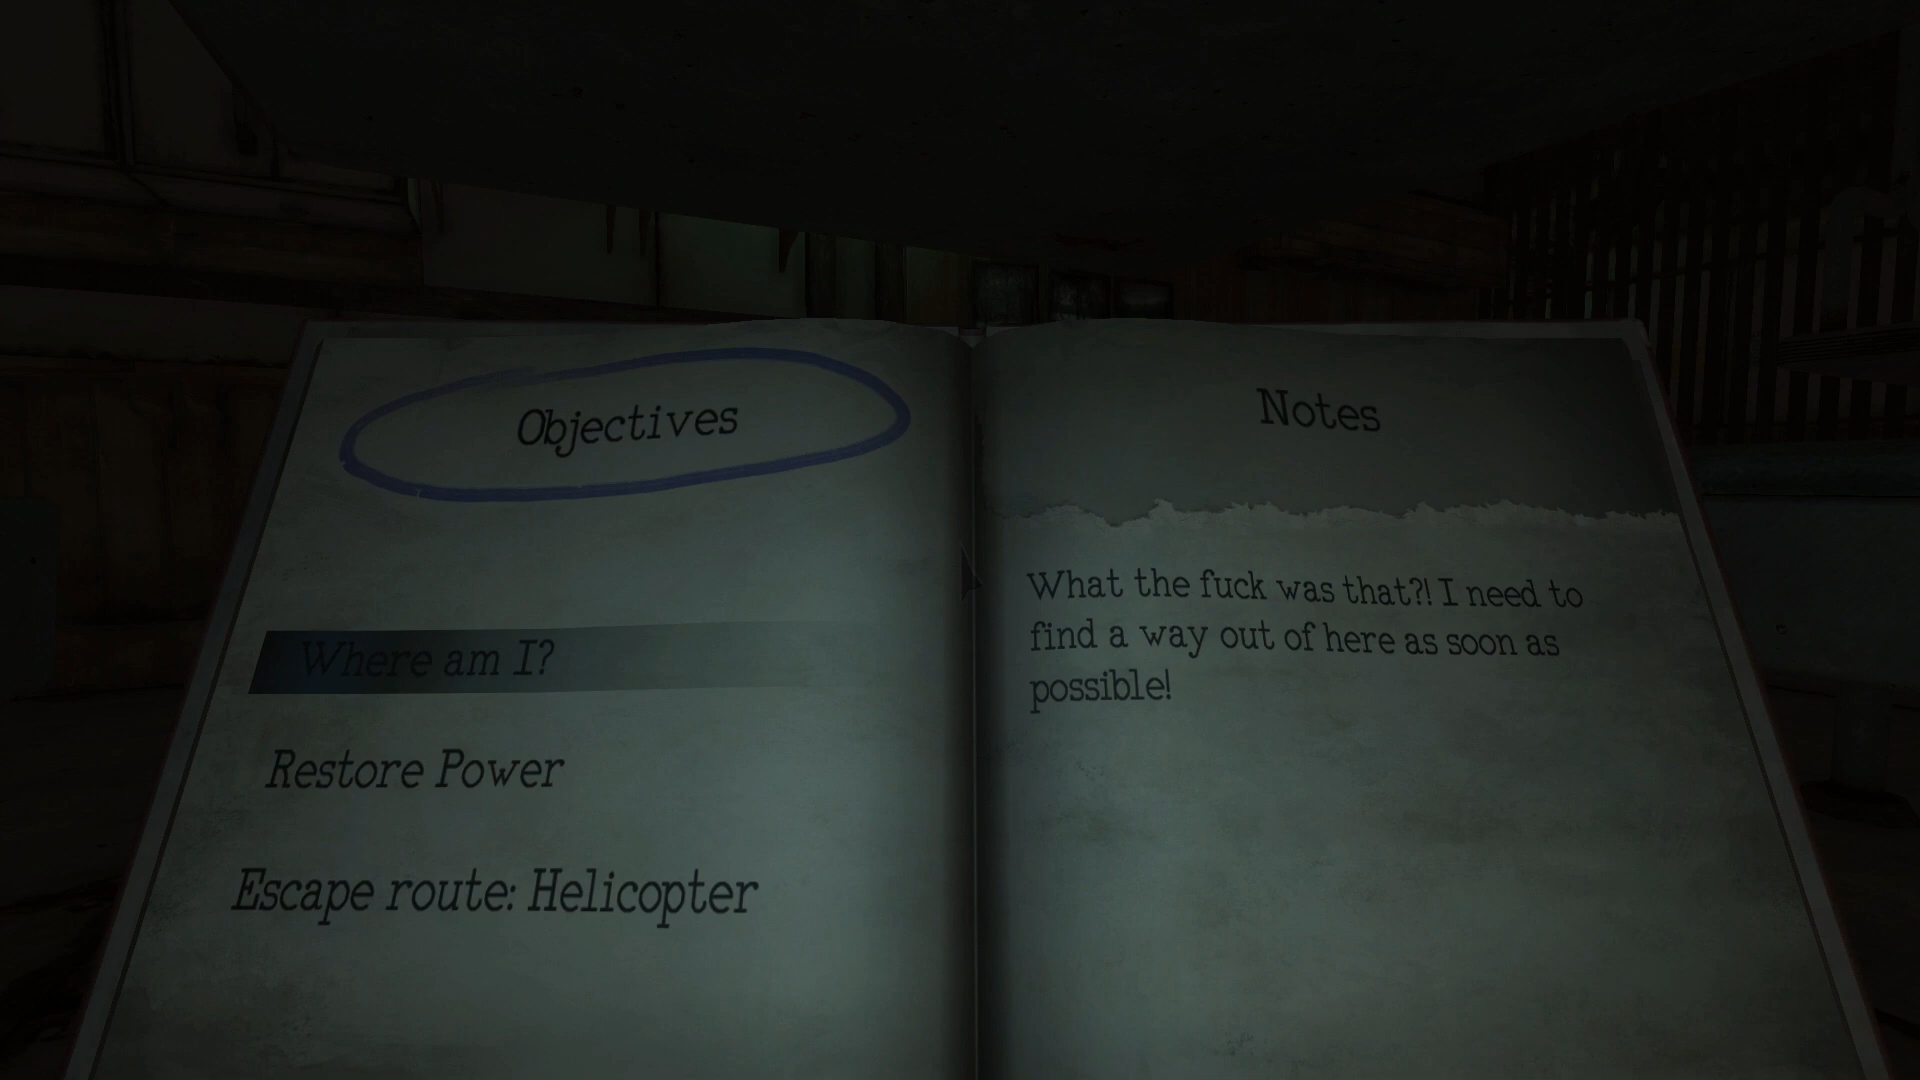 Objectives
Where am I?
Restore Power
Escape route: Helicopter
Notes
What the fuck was that?! I need to
find a way out of here as soon as
possible!